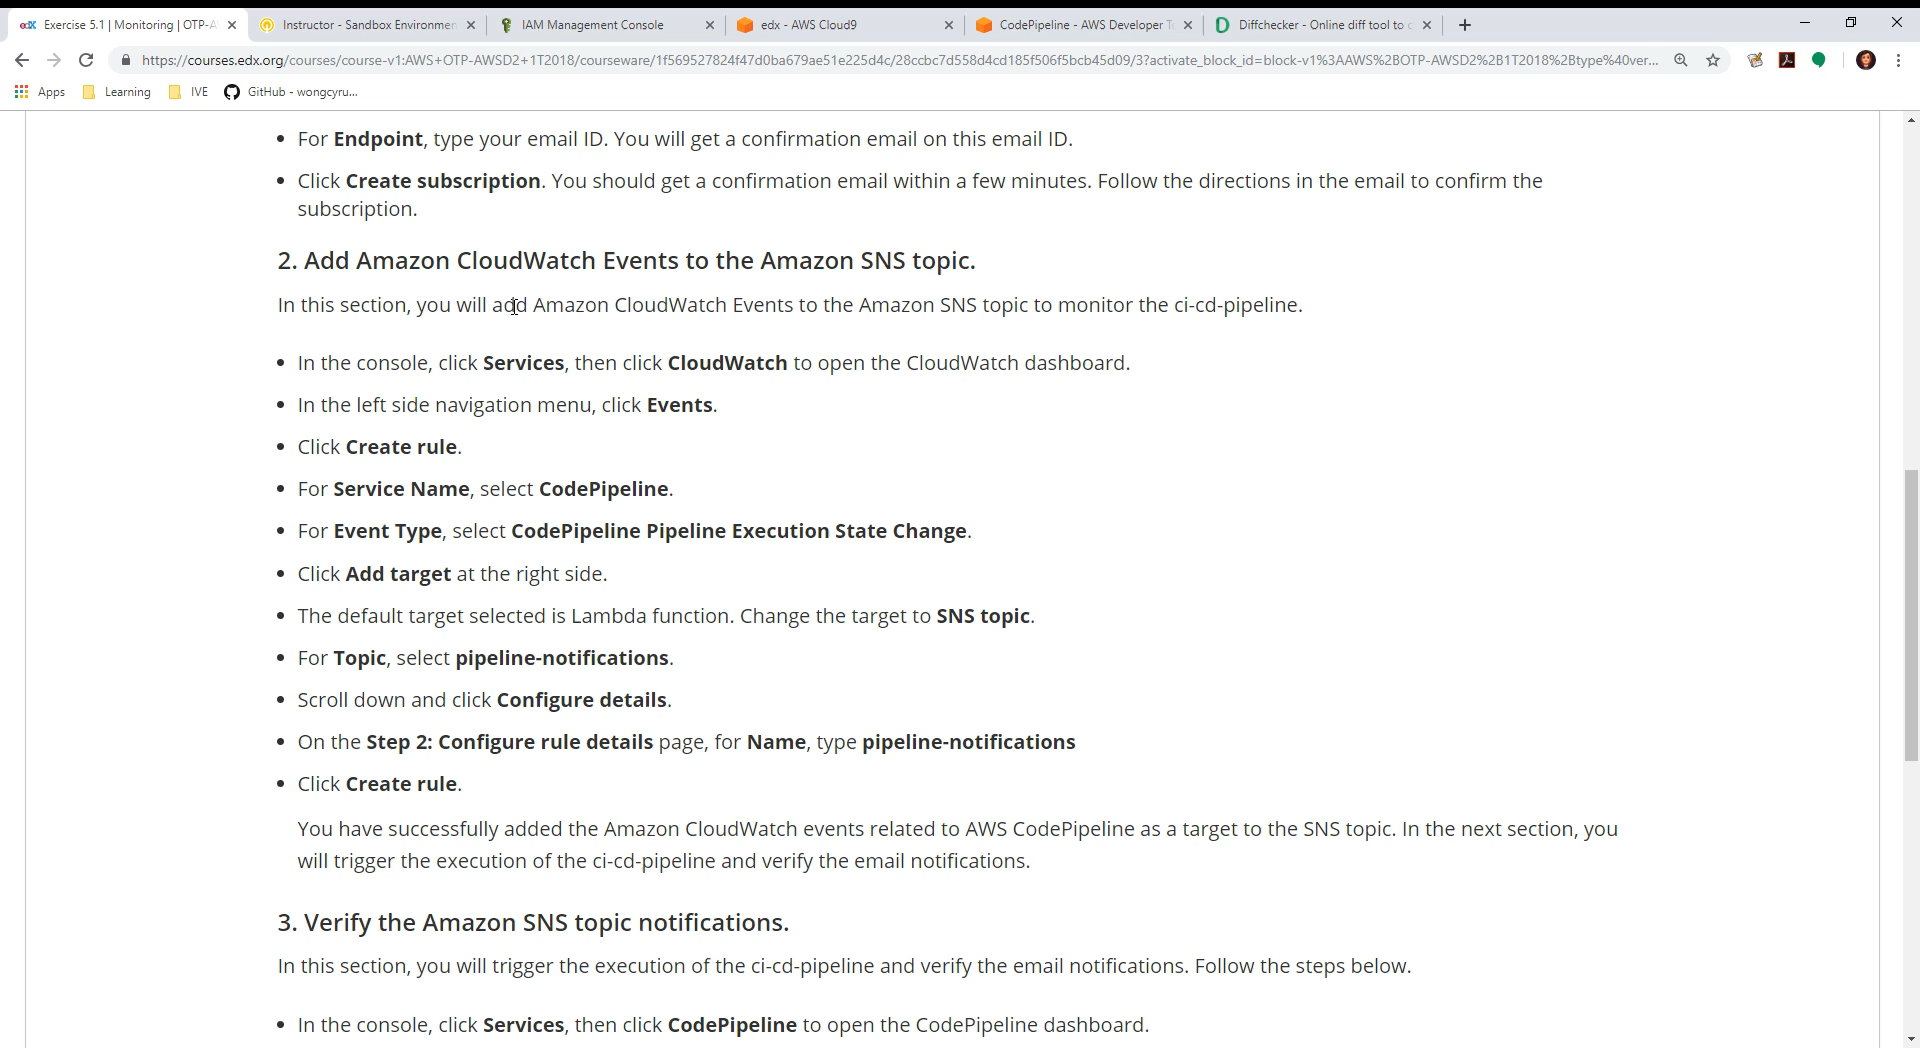 Exercise 5.1 | Monitoring | OTP-A
Instructor - Sandbox Environmen
IAM Management Console
edx - AWS Cloud9
CodePipeline - AWS Developer T
Diffchecker - Online diff tool to c
https://courses.edx.org/courses/course-v1:AWS+OTP-AWSD2+1T2018/courseware/1f569527824f47d0ba679ae51e225d4c/28ccbc7d558d4cd185f506f5bcb45d09/3?activate_block_id=block-v1%3AAWS%2BOTP-AWSD2%2B1T2018%2Btype%40ver...
Apps
Learning
IVE
GitHub - wongcyru...
• For Endpoint, type your email ID. You will get a confirmation email on this email ID.
• Click Create subscription. You should get a confirmation email within a few minutes. Follow the directions in the email to confirm the
subscription.
2. Add Amazon CloudWatch Events to the Amazon SNS topic.
In this section, you will add Amazon CloudWatch Events to the Amazon SNS topic to monitor the ci-cd-pipeline.
• In the console, click Services, then click CloudWatch to open the CloudWatch dashboard.
• In the left side navigation menu, click Events.
• Click Create rule.
• For Service Name, select CodePipeline.
• For Event Type, select CodePipeline Pipeline Execution State Change.
• Click Add target at the right side.
• The default target selected is Lambda function. Change the target to SNS topic.
• For Topic, select pipeline-notifications.
• Scroll down and click Configure details.
• On the Step 2: Configure rule details page, for Name, type pipeline-notifications
• Click Create rule.
You have successfully added the Amazon CloudWatch events related to AWS CodePipeline as a target to the SNS topic. In the next section, you
will trigger the execution of the ci-cd-pipeline and verify the email notifications.
3. Verify the Amazon SNS topic notifications.
In this section, you will trigger the execution of the ci-cd-pipeline and verify the email notifications. Follow the steps below.
• In the console, click Services, then click CodePipeline to open the CodePipeline dashboard.